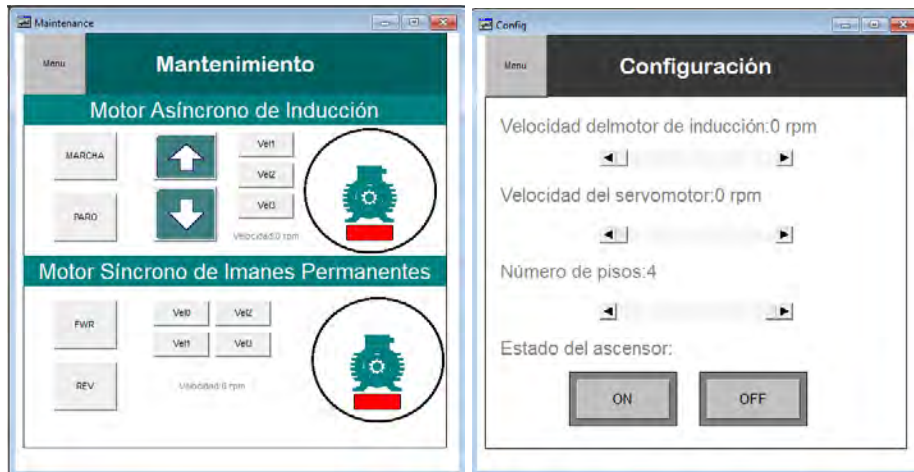 Maintenance
Menu
Mantenimiento
Motor Asíncrono de Inducción
MARCHA
PARO
Vel1
Vel2
Vel3
Velocidad:0 rpm
Motor Síncrono de Imanes Permanentes
FWR
REV
Vel0
Vel2
Vel1
Vel3
Velocidad:0 rpm
Config
Menu
Configuración
Velocidad delmotor de inducción:0 rpm
Velocidad del servomotor:0 rpm
Número de pisos:4
Estado del ascensor:
ON
OFF